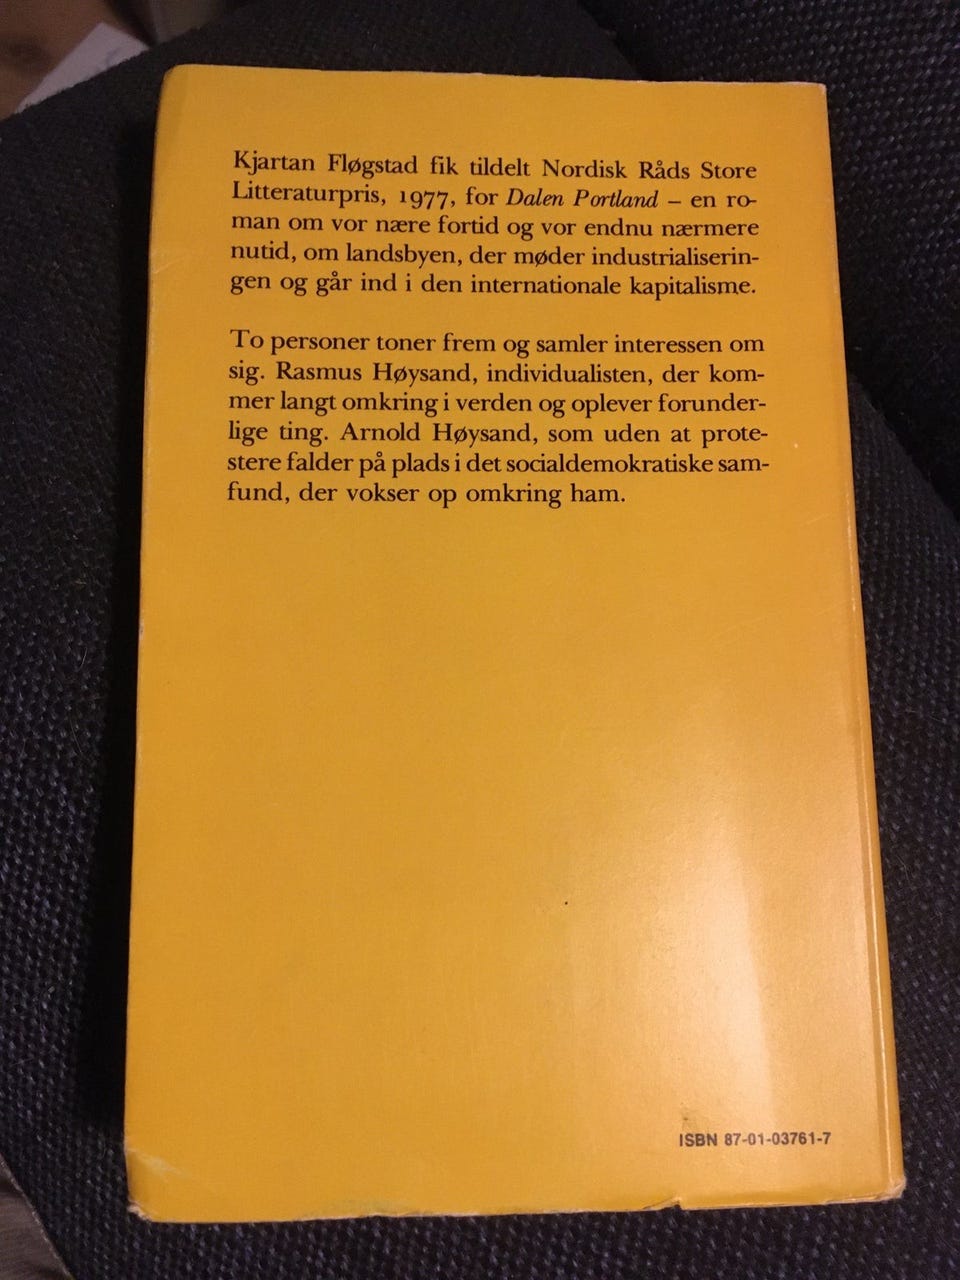 Kjartan Fløgstad fik tildelt Nordisk Råds Store
Litteraturpris, 1977, for Dalen Portland – en ro-
man om vor nære fortid og vor endnu nærmere
nutid, om landsbyen, der møder industrialiserin-
gen og går ind i den internationale kapitalisme.
To personer toner frem og samler interessen om
sig. Rasmus Høysand, individualisten, der kom-
mer langt omkring i verden og oplever forunder-
lige ting. Arnold Høysand, som uden at prote-
stere falder på plads i det socialdemokratiske sam-
fund, der vokser op omkring ham.
ISBN 87-01-03761-7